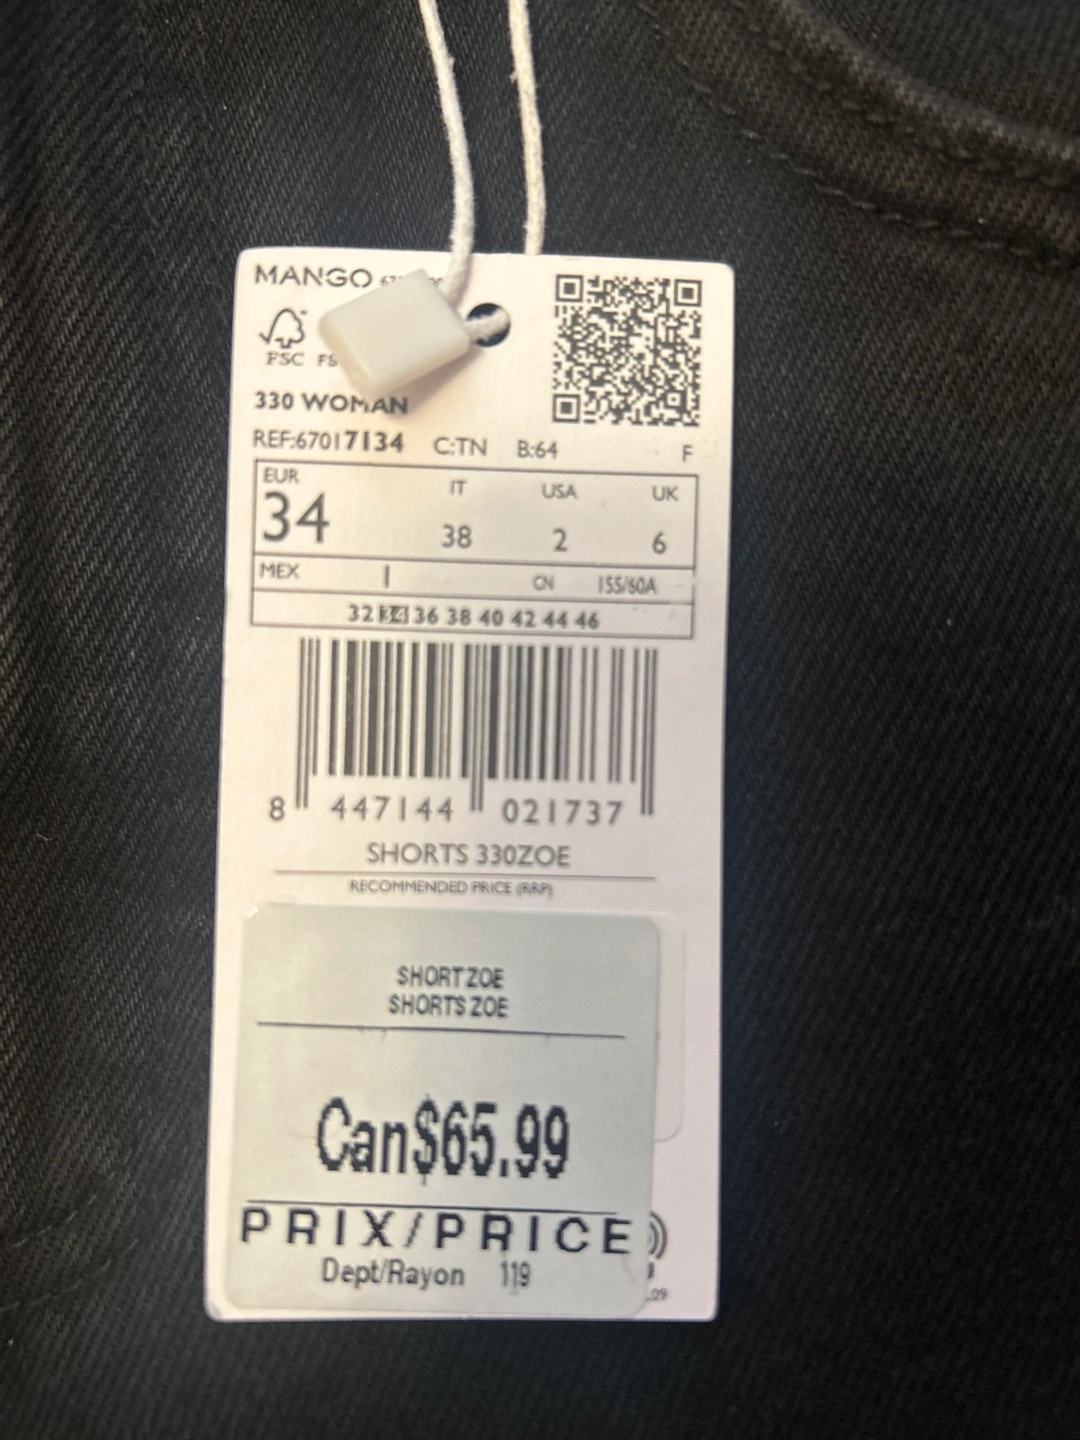 MANGO
FSC
330 WOMAN
REF:67017134 C:TN B:64 F
EUR IT USA UK
34 38 2 6
MEX I CN 155/60A
32 34 36 38 40 42 44 46
8 447144 021737
SHORTS 330ZOE
RECOMMENDED PRICE (RRP)
SHORT ZOE
SHORTS ZOE
Can$65.99
PRIX/PRICE
Dept/Rayon 119